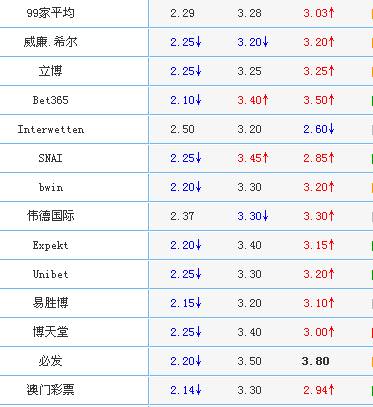 99家平均 2.29 3.28 3.03↑
威廉.希尔 2.25↓ 3.20↓ 3.20↑
立博 2.25↓ 3.25 3.25↑
Bet365 2.10↓ 3.40↑ 3.50↑
Interwetten 2.50 3.20 2.60↓
SNAI 2.25↓ 3.45↑ 2.85↑
bwin 2.20↓ 3.30 3.20↑
伟德国际 2.37 3.30↓ 3.30↑
Expekt 2.20↓ 3.40 3.15↑
Unibet 2.25↓ 3.30 3.20↑
易胜博 2.15↓ 3.20 3.10↑
博天堂 2.25↓ 3.40 3.00↑
必发 2.20↓ 3.50 3.80
澳门彩票 2.14↓ 3.30 2.94↑